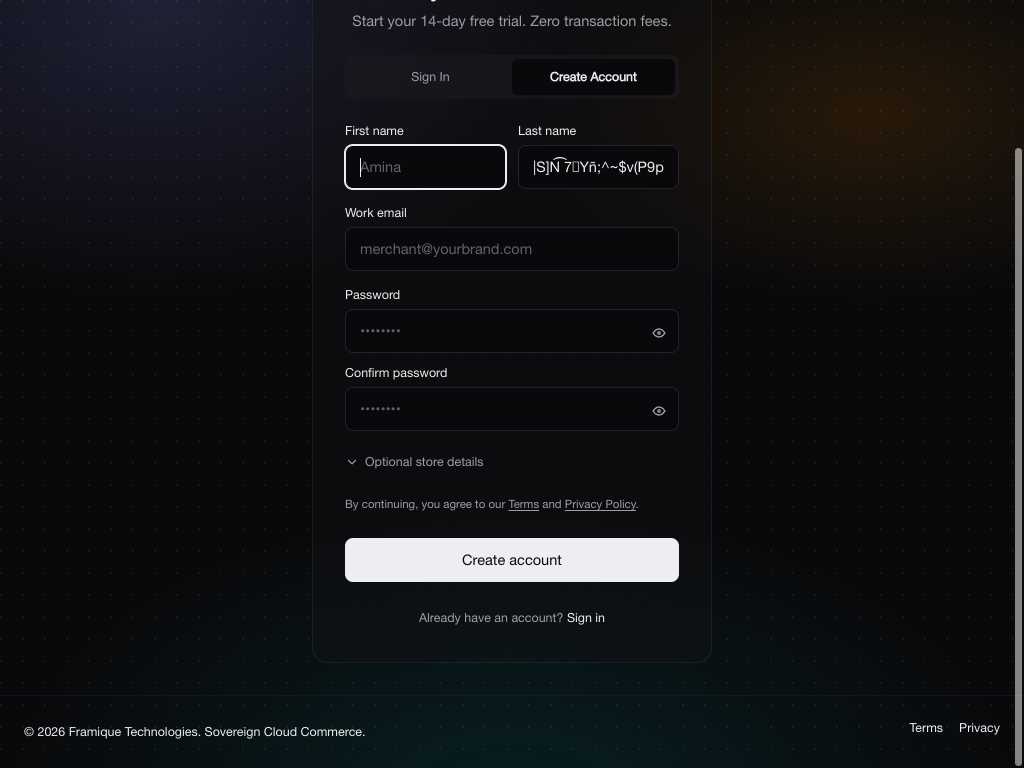 Start your 14-day free trial. Zero transaction fees.
Sign In
Create Account
First name
Last name
Amina
Work email
merchant@yourbrand.com
Password
••••••••
Confirm password
••••••••
Optional store details
By continuing, you agree to our Terms and Privacy Policy.
Create account
Already have an account? Sign in
© 2026 Framique Technologies. Sovereign Cloud Commerce.
Terms
Privacy